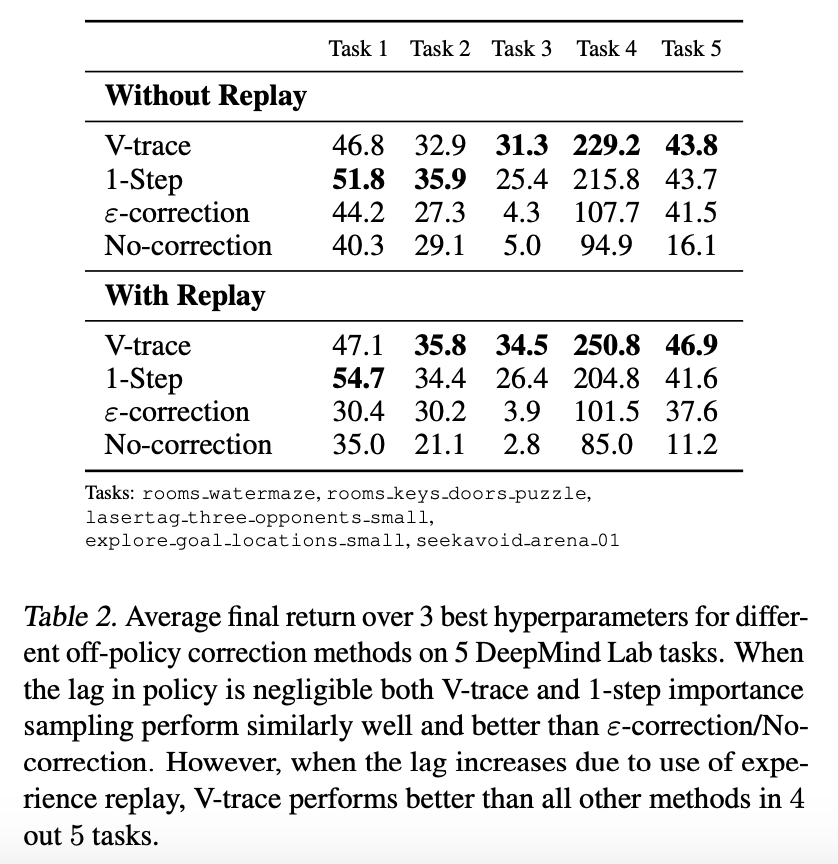 Task 1 Task 2 Task 3 Task 4 Task 5
Without Replay
V-trace 46.8 32.9 31.3 229.2 43.8
1-Step 51.8 35.9 25.4 215.8 43.7
ε-correction 44.2 27.3 4.3 107.7 41.5
No-correction 40.3 29.1 5.0 94.9 16.1
With Replay
V-trace 47.1 35.8 34.5 250.8 46.9
1-Step 54.7 34.4 26.4 204.8 41.6
ε-correction 30.4 30.2 3.9 101.5 37.6
No-correction 35.0 21.1 2.8 85.0 11.2
Tasks: rooms_watermaze, rooms_keys_doors_puzzle,
lasertag_three_opponents_small,
explore_goal_locations_small, seekavoid_arena_01
Table 2. Average final return over 3 best hyperparameters for differ-
ent off-policy correction methods on 5 DeepMind Lab tasks. When
the lag in policy is negligible both V-trace and 1-step importance
sampling perform similarly well and better than ε-correction/No-
correction. However, when the lag increases due to use of expe-
rience replay, V-trace performs better than all other methods in 4
out 5 tasks.